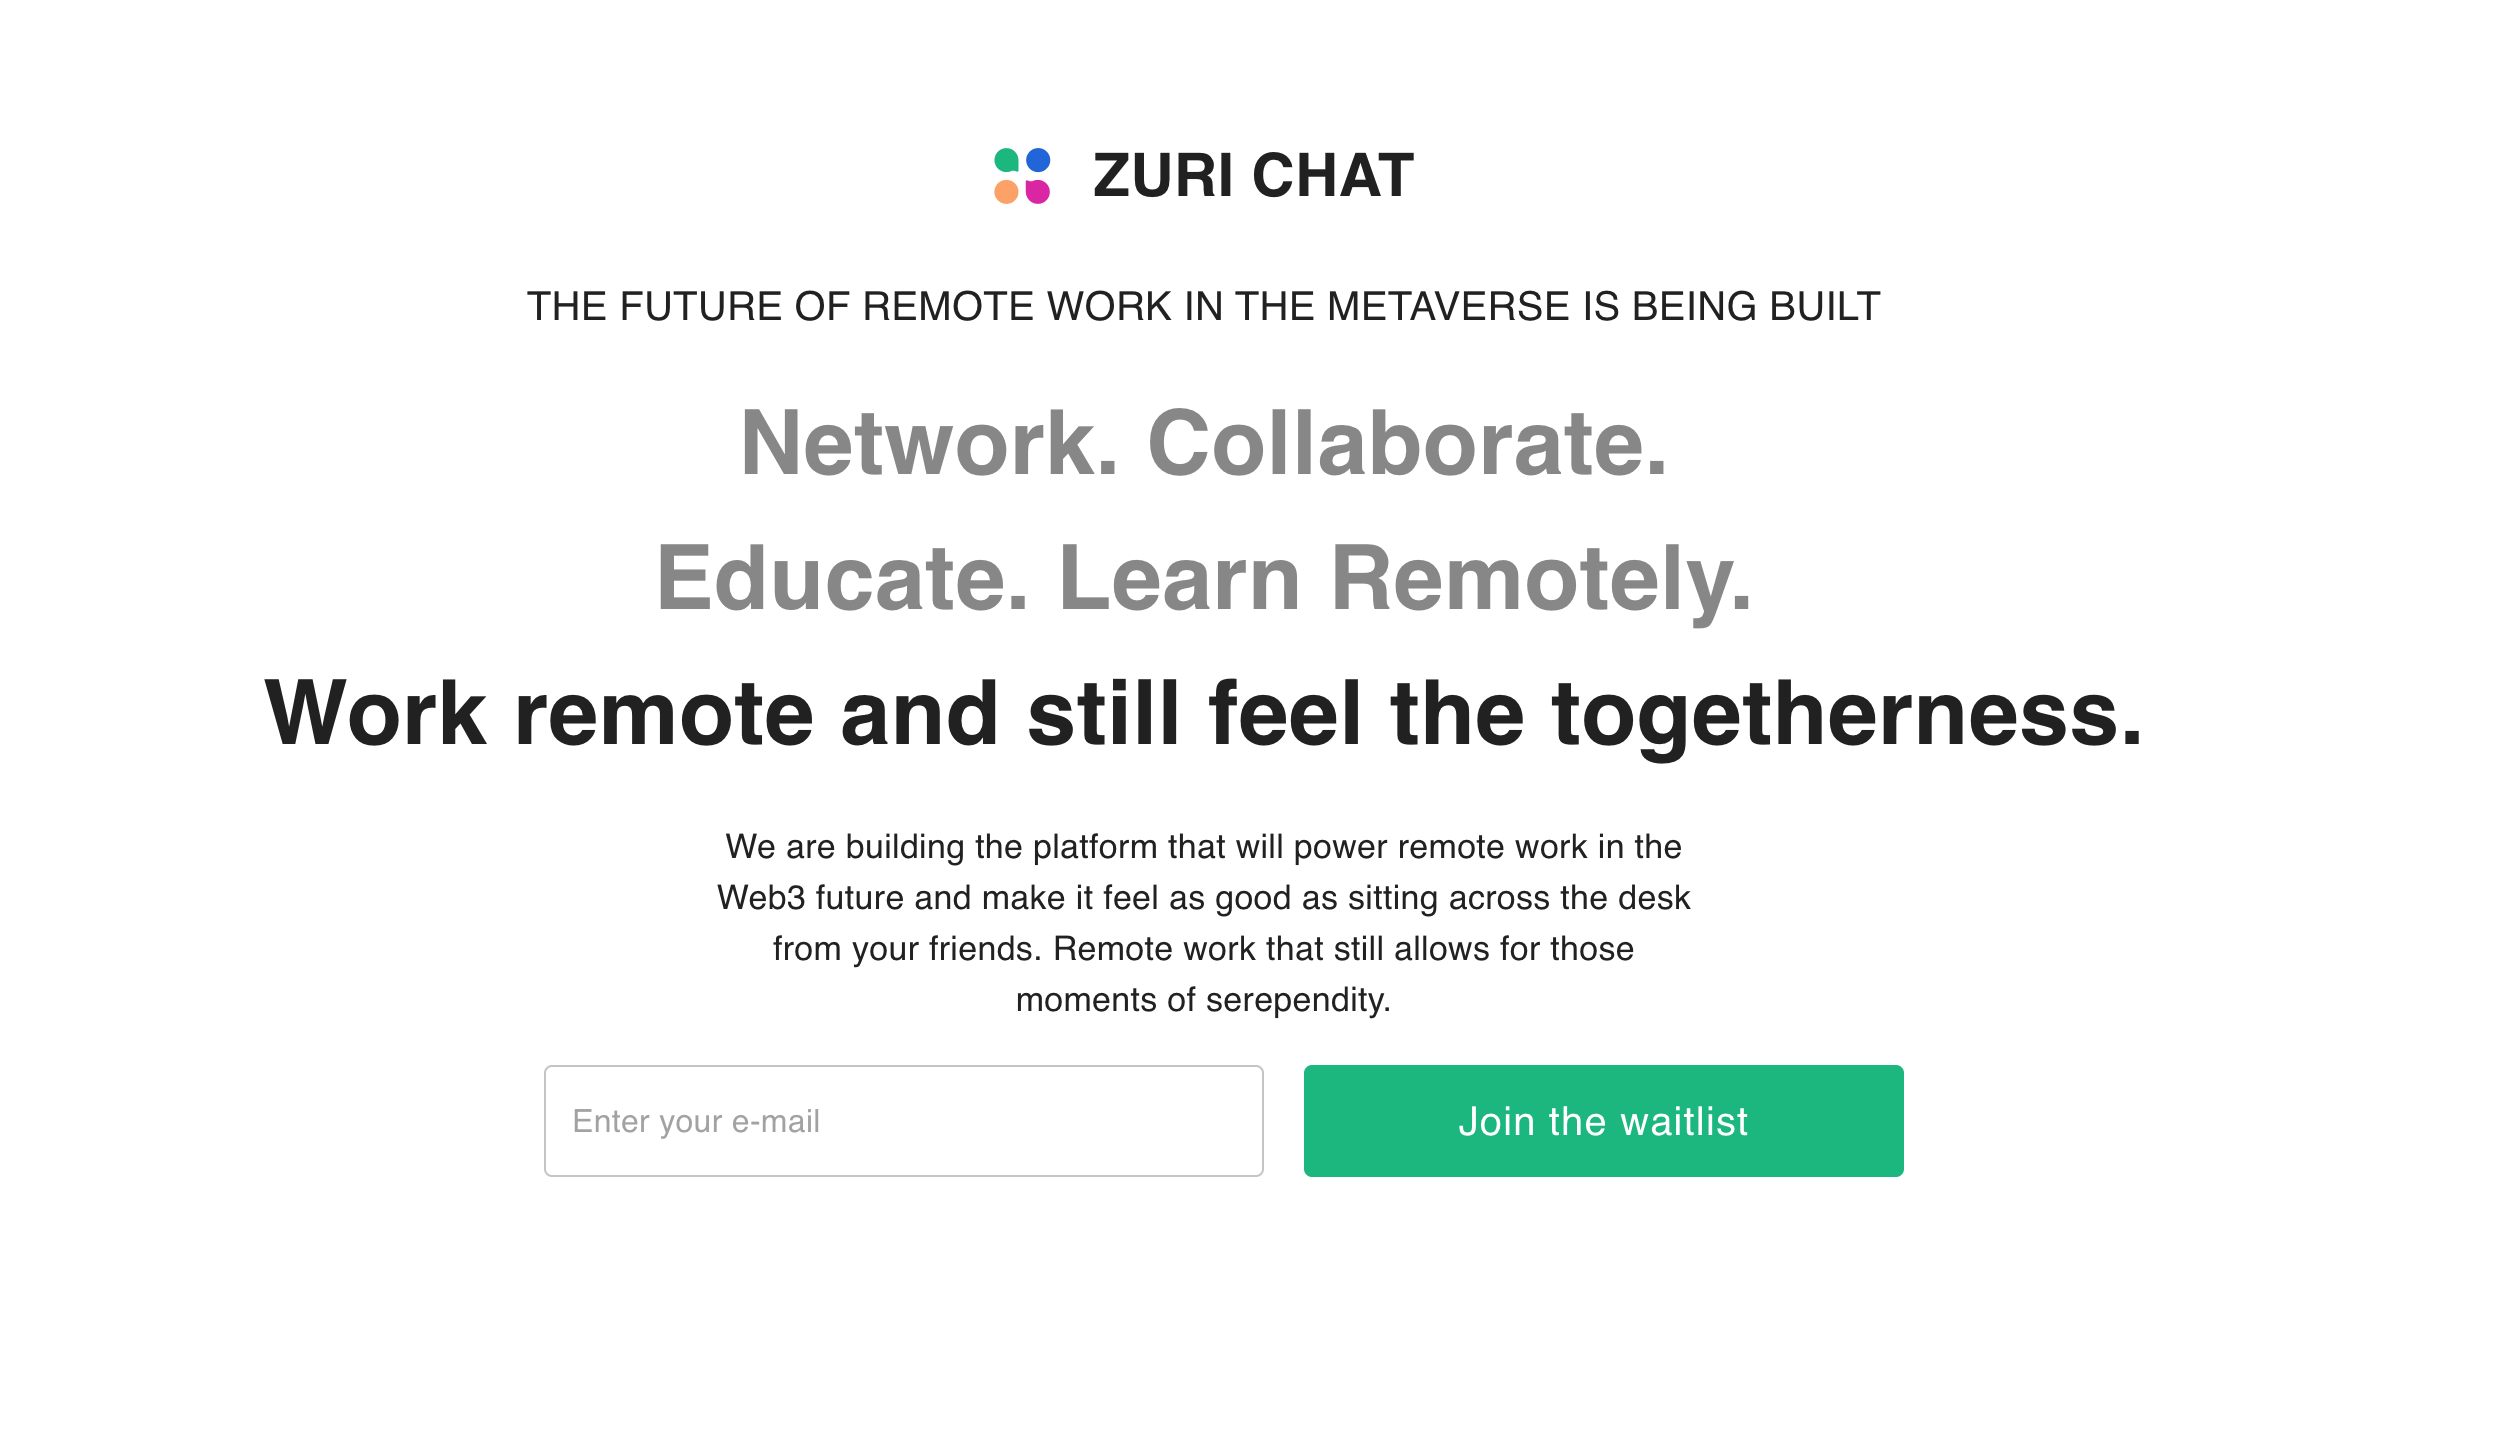 ZURI CHAT
THE FUTURE OF REMOTE WORK IN THE METAVERSE IS BEING BUILT
Network. Collaborate.
Educate. Learn Remotely.
Work remote and still feel the togetherness.
We are building the platform that will power remote work in the
Web3 future and make it feel as good as sitting across the desk
from your friends. Remote work that still allows for those
moments of serependity.
Enter your e-mail
Join the waitlist